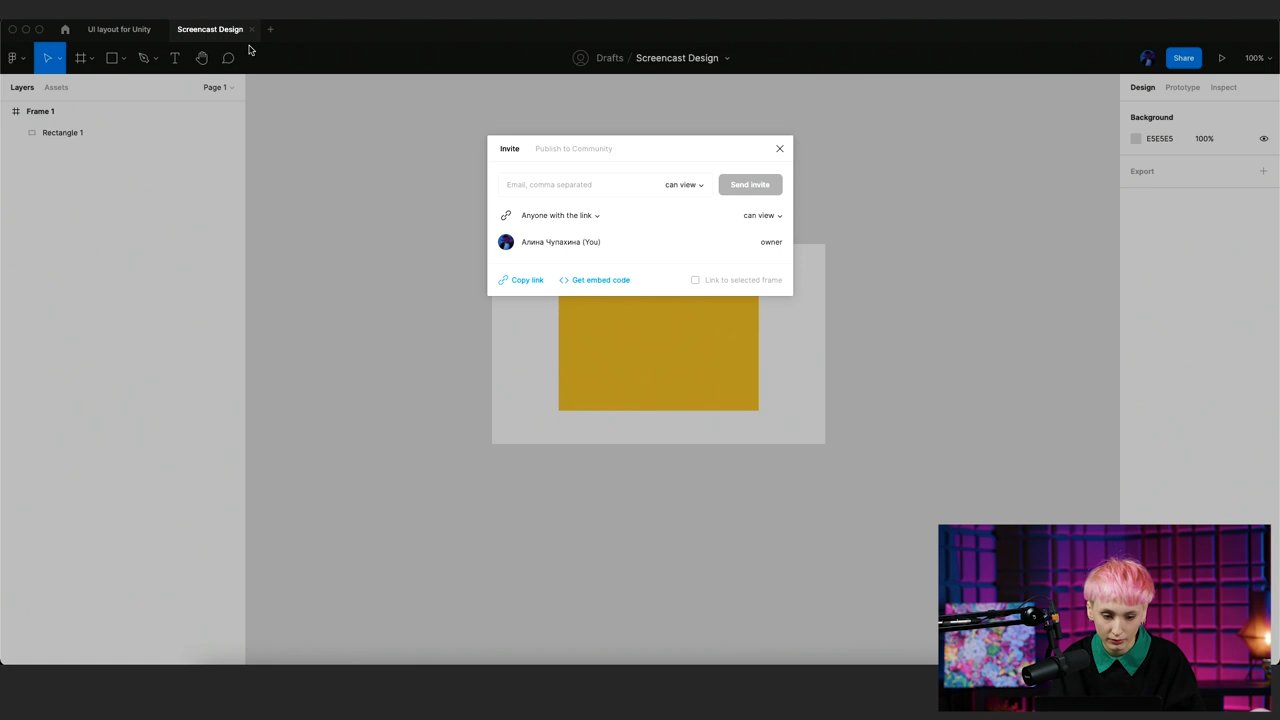 UI layout for Unity
Screencast Design
Drafts / Screencast Design
Share
100%
Layers
Assets
Page 1
Frame 1
Rectangle 1
Invite
Publish to Community
Email, comma separated
can view
Send invite
Anyone with the link
can view
Алина Чупахина (You)
owner
Copy link
Get embed code
Link to selected frame
Design
Prototype
Inspect
Background
E5E5E5
100%
Export